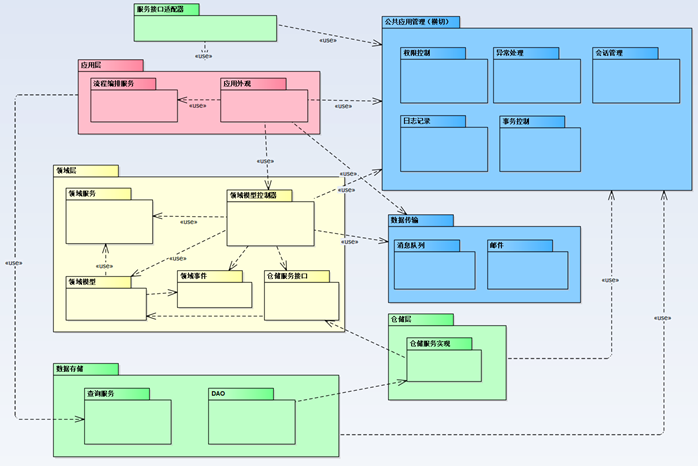 服务接口适配器
公共应用管理（横切）
«use»
权限控制
异常处理
会话管理
«use»
应用层
流程编排服务
应用外观
«use»
«use»
日志记录
事务控制
«use»
«use»
领域层
«use»
领域服务
领域模型控制器
«use»
数据传输
«use»
消息队列
邮件
«use»
«use»
«use»
领域模型
领域事件
仓储服务接口
«use»
仓储层
«use»
仓储服务实现
数据存储
查询服务
DAO